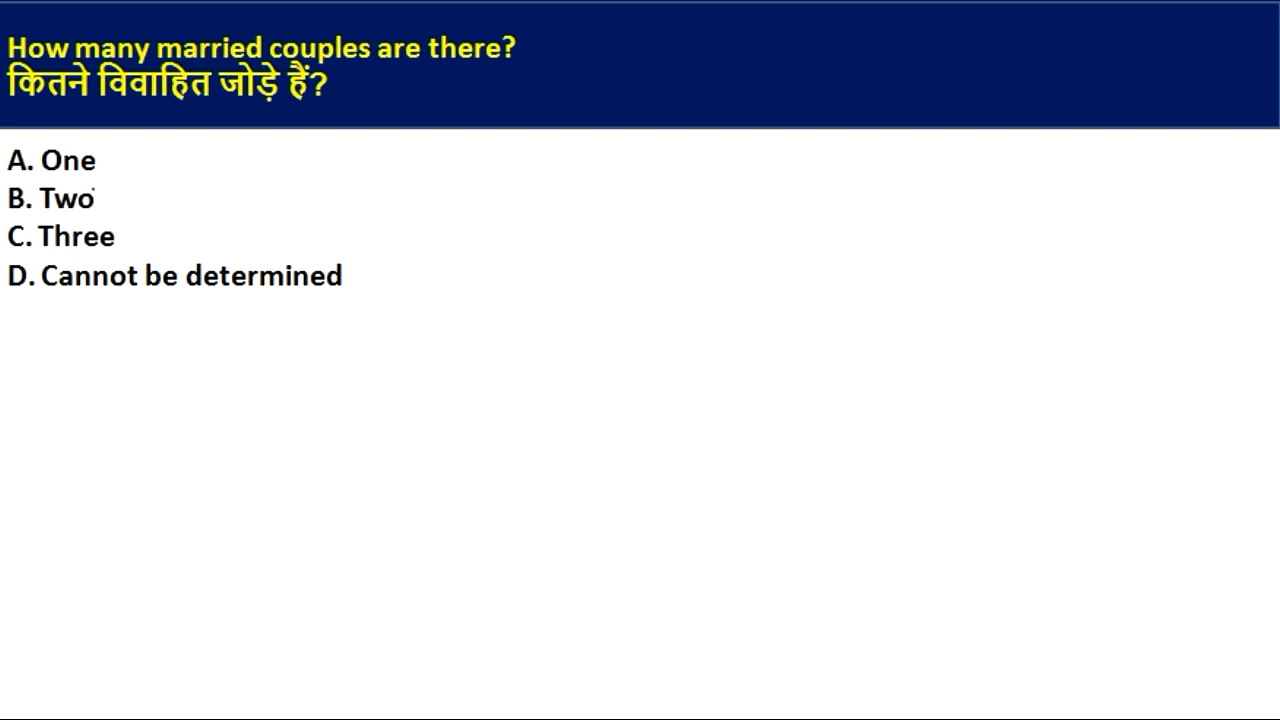 How many married couples are there?
कितने विवाहित जोड़े हैं?
A. One
B. Two
C. Three
D. Cannot be determined